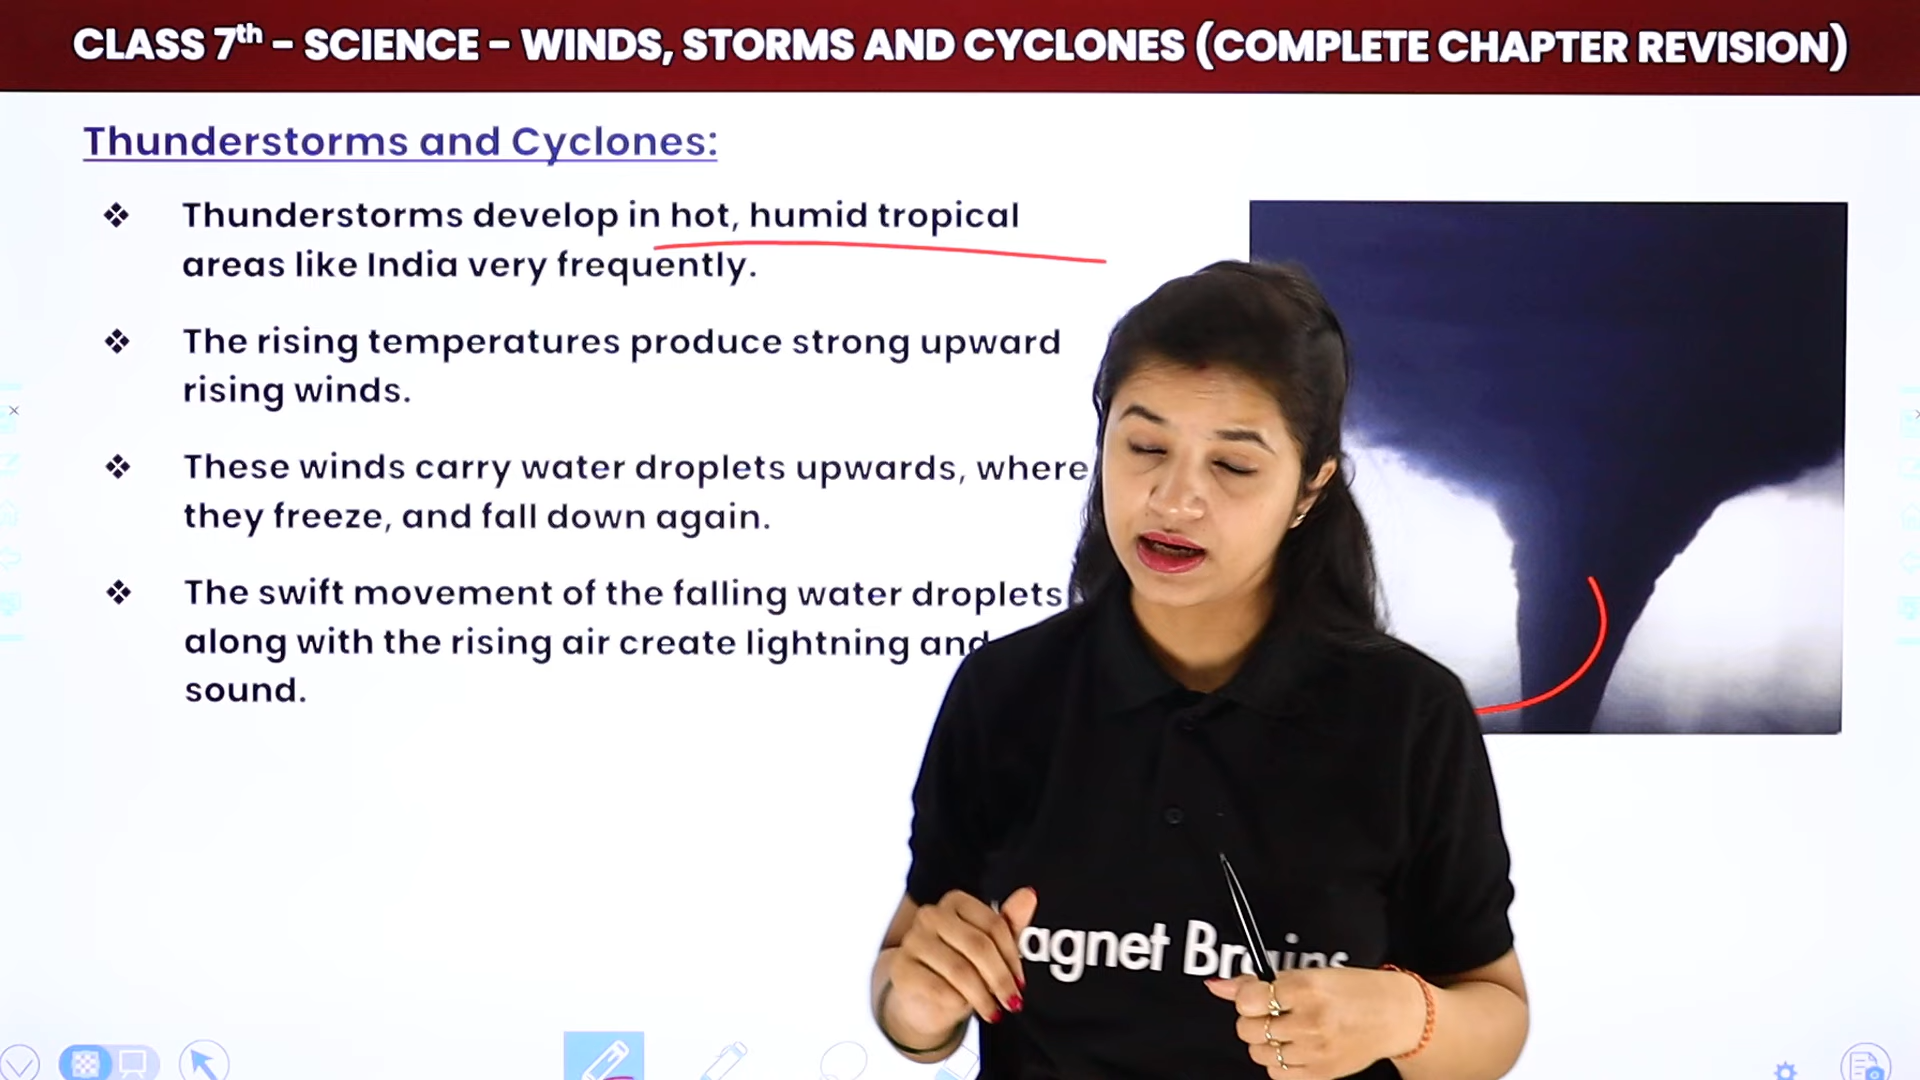 CLASS 7th – SCIENCE – WINDS, STORMS AND CYCLONES (COMPLETE CHAPTER REVISION)
Thunderstorms and Cyclones:
❖ Thunderstorms develop in hot, humid tropical
areas like India very frequently.
❖ The rising temperatures produce strong upward
rising winds.
❖ These winds carry water droplets upwards, where
they freeze, and fall down again.
❖ The swift movement of the falling water droplets
along with the rising air create lightning and
sound.
agnet Brains